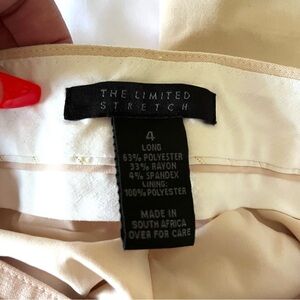 THE LIMITED
STRETCH
4
LONG
63% POLYESTER
33% RAYON
4% SPANDEX
LINING:
100% POLYESTER
MADE IN
SOUTH AFRICA
OVER FOR CARE